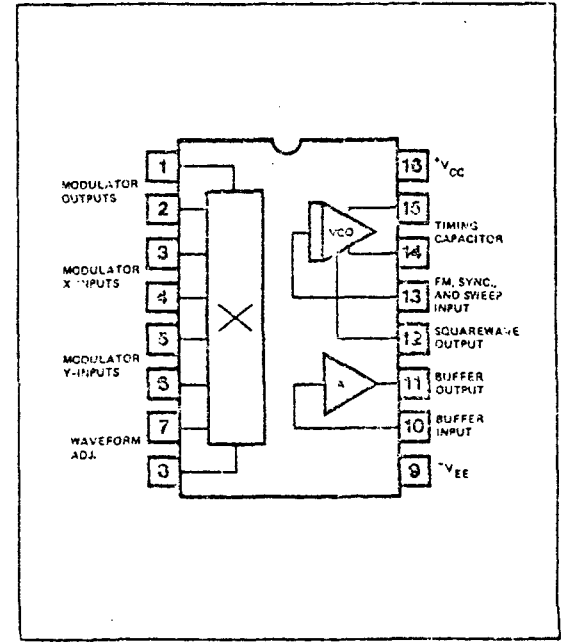 1
MODULATOR
OUTPUTS
2
3
MODULATOR
X-INPUTS
4
5
MODULATOR
Y-INPUTS
6
7
WAVEFORM
ADJ.
8
16 +VCC
15
TIMING
CAPACITOR
14
13 FM, SYNC.,
AND SWEEP
INPUT
12 SQUAREWAVE
OUTPUT
11 BUFFER
OUTPUT
10 BUFFER
INPUT
9 -VEE
VCO
A